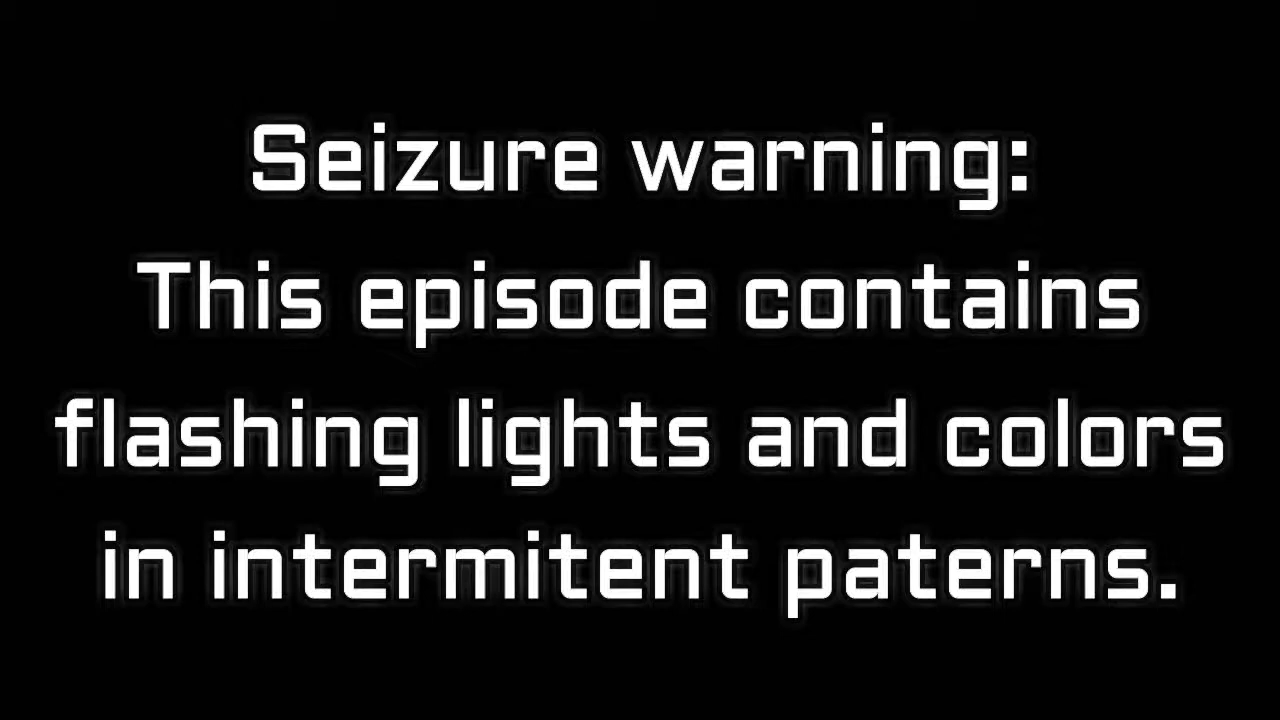 Seizure warning:
This episode contains
flashing lights and colors
in intermitent paterns.